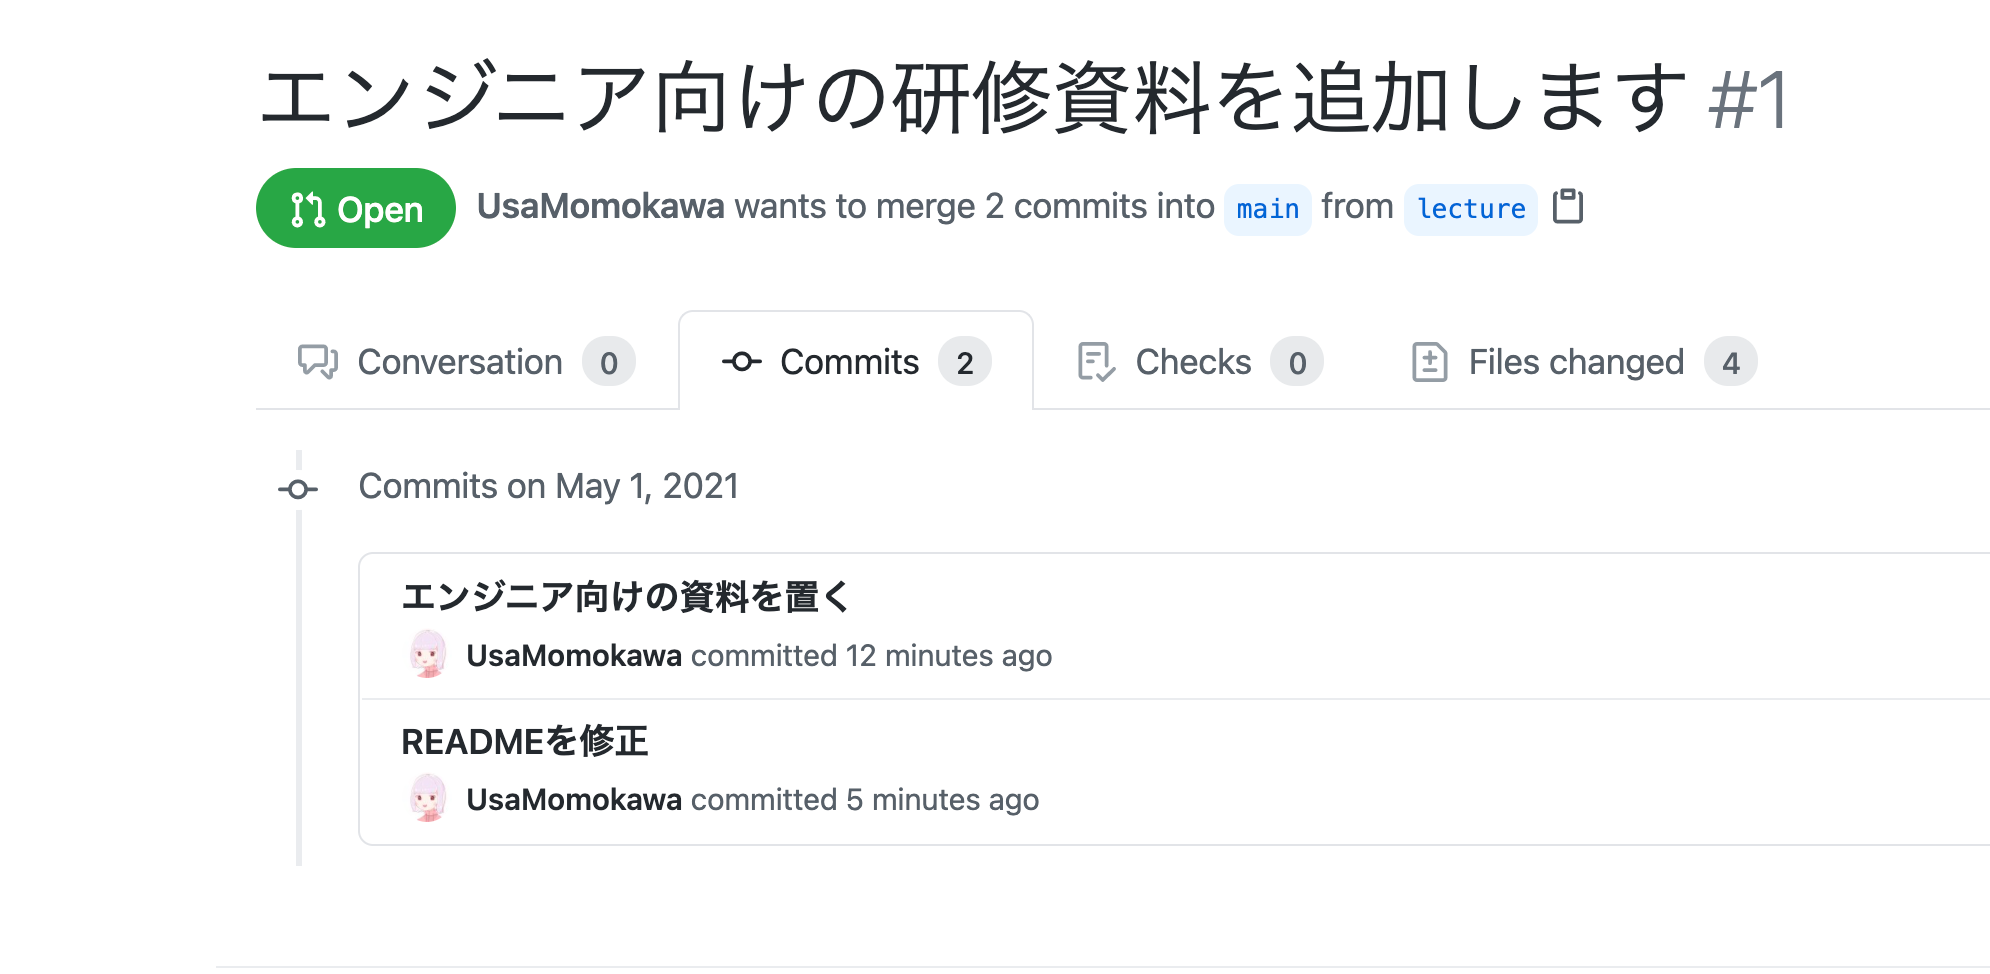 エンジニア向けの研修資料を追加します #1
Open UsaMomokawa wants to merge 2 commits into main from lecture
Conversation 0 Commits 2 Checks 0 Files changed 4
Commits on May 1, 2021
エンジニア向けの資料を置く
UsaMomokawa committed 12 minutes ago
READMEを修正
UsaMomokawa committed 5 minutes ago